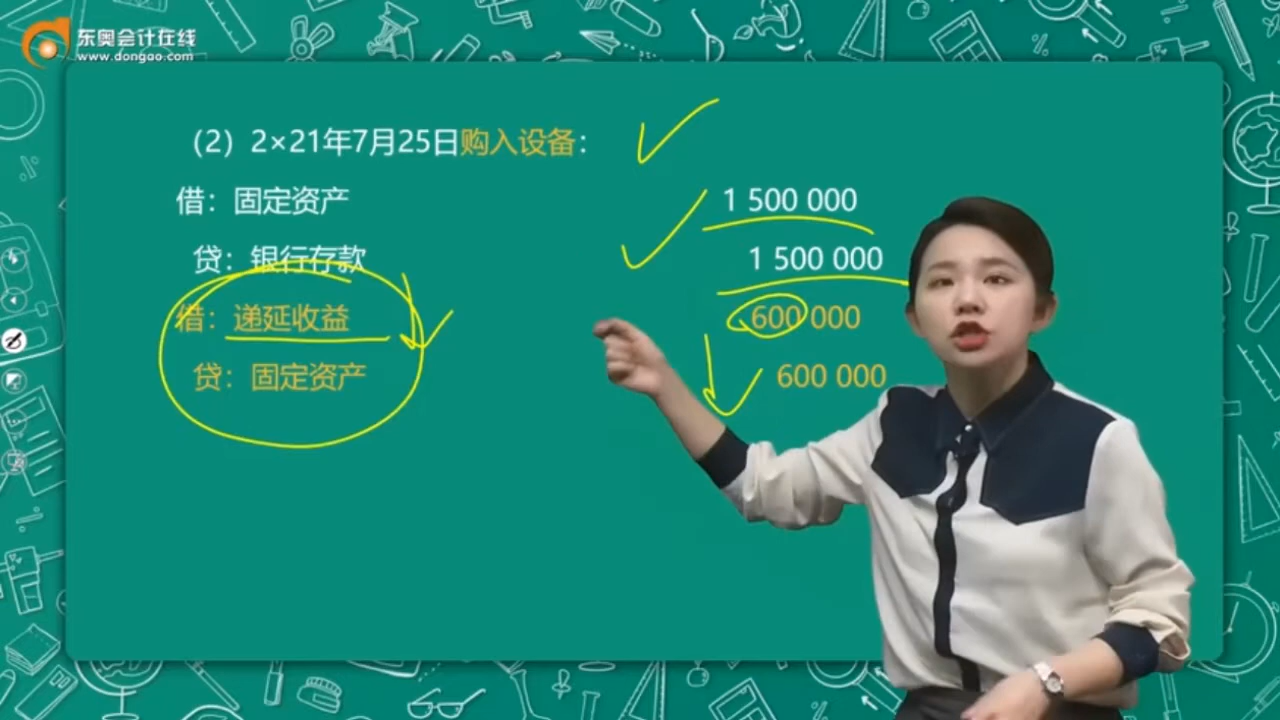 东奥会计在线
www.dongao.com
（2）2×21年7月25日购入设备：
借：固定资产 1 500 000
贷：银行存款 1 500 000
借：递延收益 600 000
贷：固定资产 600 000